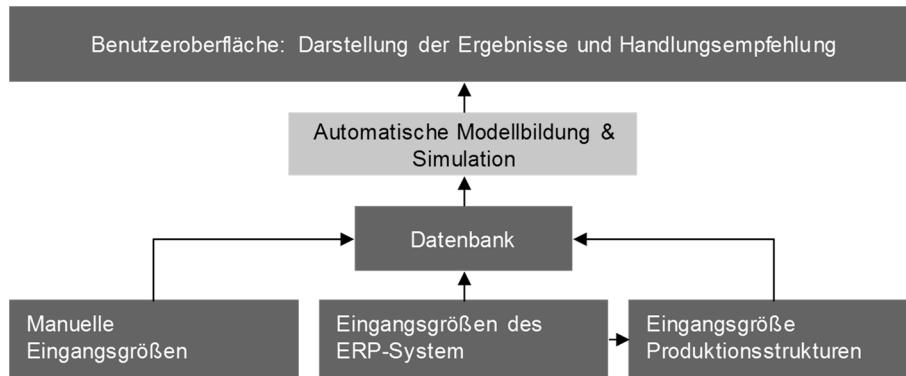 Benutzeroberfläche: Darstellung der Ergebnisse und Handlungsempfehlung
Automatische Modellbildung &
Simulation
Datenbank
Manuelle
Eingangsgrößen
Eingangsgrößen des
ERP-System
Eingangsgröße
Produktionsstrukturen